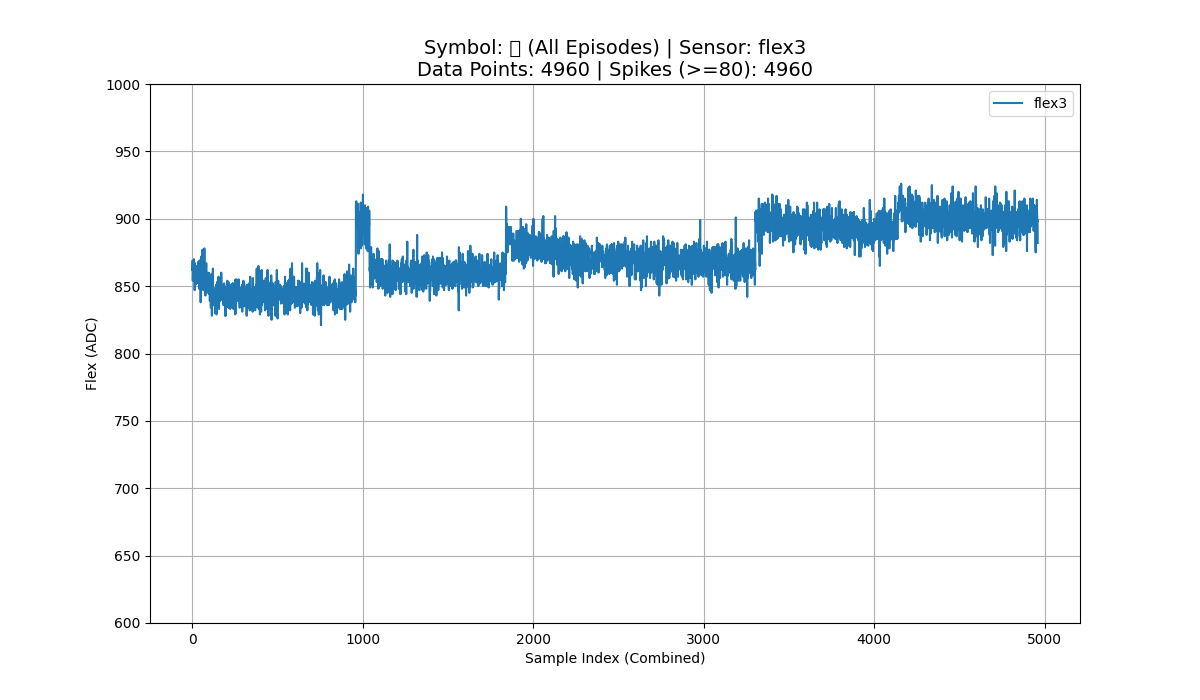 Symbol: (All Episodes) | Sensor: flex3
Data Points: 4960 | Spikes (>=80): 4960
flex3
1000
950
900
850
800
750
700
650
600
Flex (ADC)
0 1000 2000 3000 4000 5000
Sample Index (Combined)